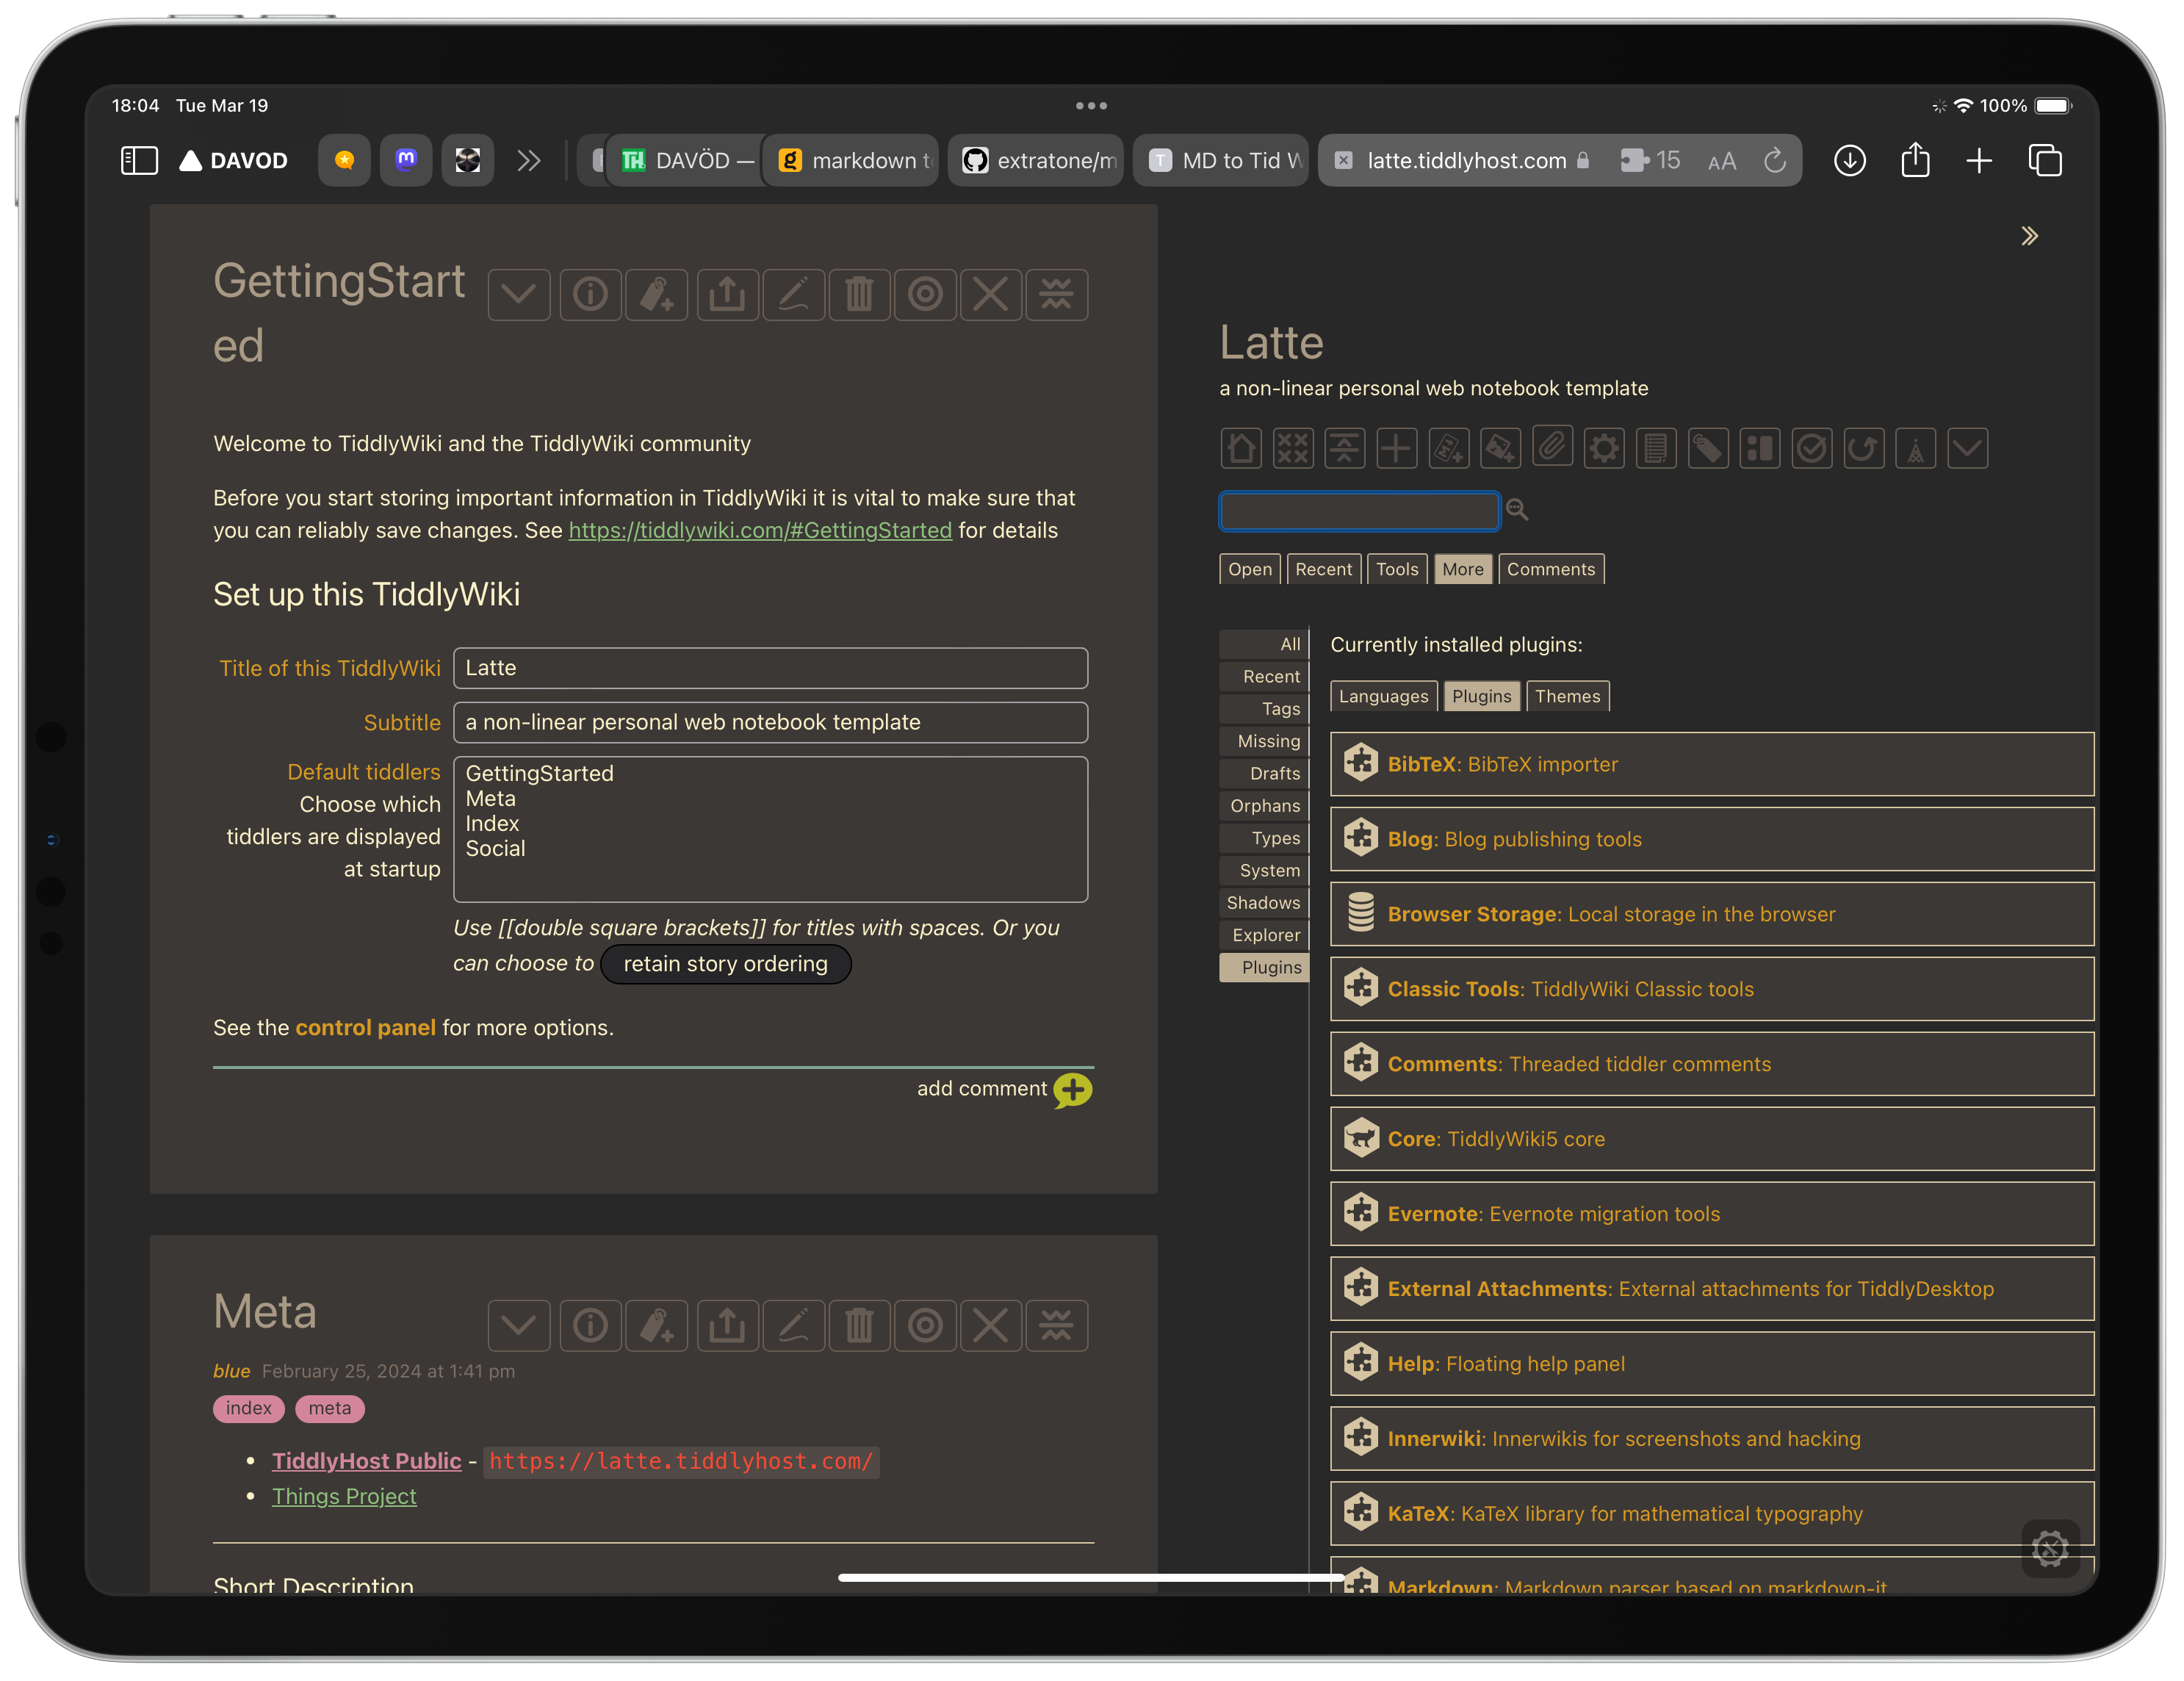 18:04 Tue Mar 19
100%
DAVOD
DAVÖD —
markdown t
extratone/m
MD to Tid W
latte.tiddlyhost.com
15
AA
GettingStart
ed
Welcome to TiddlyWiki and the TiddlyWiki community
Before you start storing important information in TiddlyWiki it is vital to make sure that
you can reliably save changes. See https://tiddlywiki.com/#GettingStarted for details
Set up this TiddlyWiki
Title of this TiddlyWiki
Latte
Subtitle
a non-linear personal web notebook template
Default tiddlers
Choose which
tiddlers are displayed
at startup
GettingStarted
Meta
Index
Social
Use [[double square brackets]] for titles with spaces. Or you
can choose to retain story ordering
See the control panel for more options.
add comment
Meta
blue February 25, 2024 at 1:41 pm
index meta
TiddlyHost Public - https://latte.tiddlyhost.com/
Things Project
Short Description
Latte
a non-linear personal web notebook template
Open
Recent
Tools
More
Comments
All
Recent
Tags
Missing
Drafts
Orphans
Types
System
Shadows
Explorer
Plugins
Currently installed plugins:
Languages
Plugins
Themes
BibTeX: BibTeX importer
Blog: Blog publishing tools
Browser Storage: Local storage in the browser
Classic Tools: TiddlyWiki Classic tools
Comments: Threaded tiddler comments
Core: TiddlyWiki5 core
Evernote: Evernote migration tools
External Attachments: External attachments for TiddlyDesktop
Help: Floating help panel
Innerwiki: Innerwikis for screenshots and hacking
KaTeX: KaTeX library for mathematical typography
Markdown: Markdown parser based on markdown-it